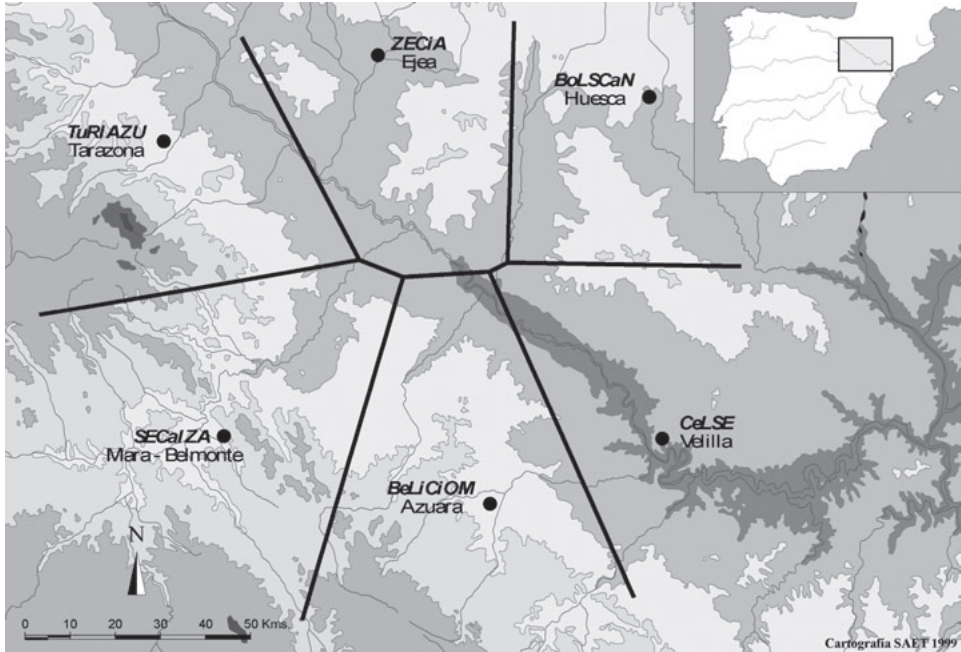 ZECiA
Ejea
BoLSCaN
Huesca
TuRIAZU
Tarazona
SECaIZA
Mara - Belmonte
CeLSE
Velilla
BeLiCiOM
Azuara
N
0 10 20 30 40 50 Kms.
Cartografía SAET 1999